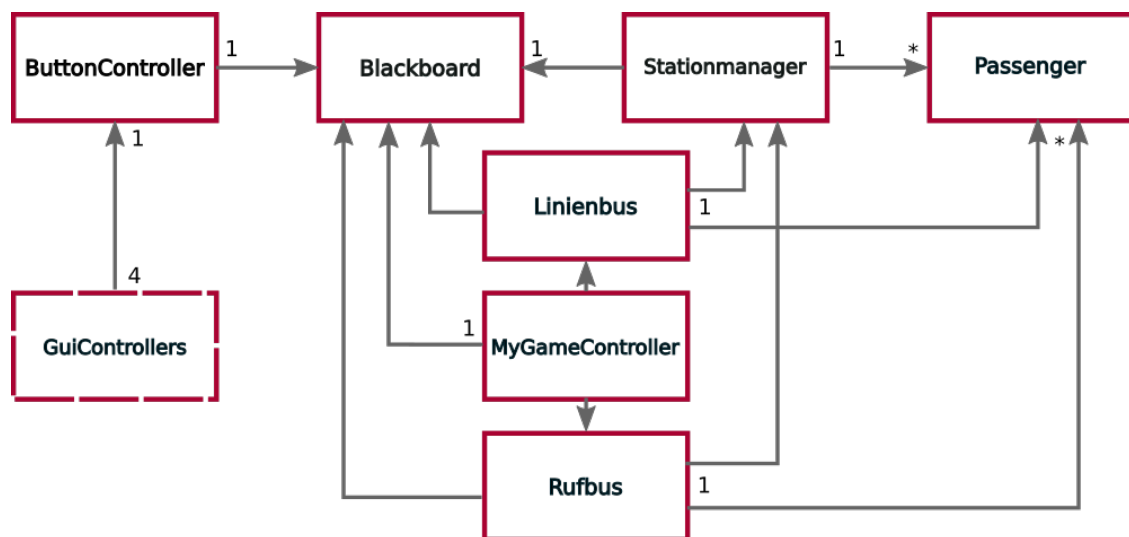 ButtonController
1
Blackboard
1
Stationmanager
1
*
Passenger
1
*
Linienbus
1
4
GuiControllers
1
MyGameController
Rufbus
1